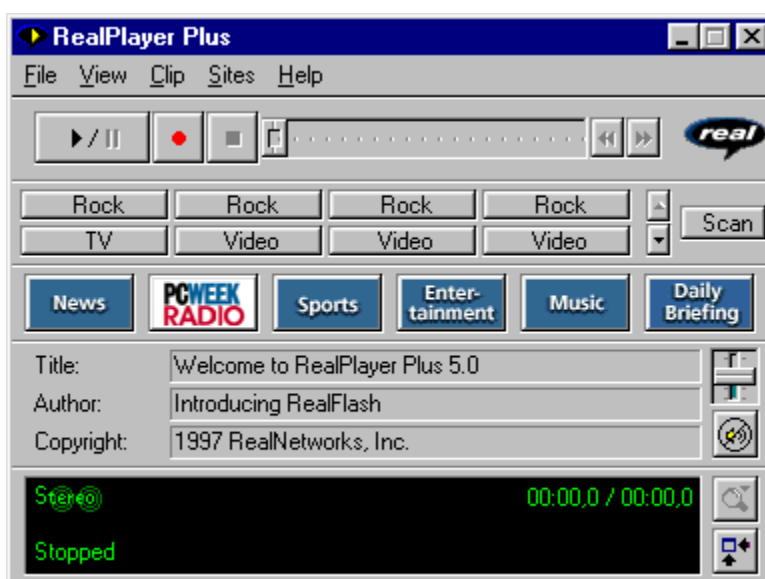 RealPlayer Plus
File View Clip Sites Help
real
Rock Rock Rock Rock
Scan
TV Video Video Video
News PCWEEK RADIO Sports Enter-tainment Music Daily Briefing
Title: Welcome to RealPlayer Plus 5.0
Author: Introducing RealFlash
Copyright: 1997 RealNetworks, Inc.
Stereo 00:00,0 / 00:00,0
Stopped